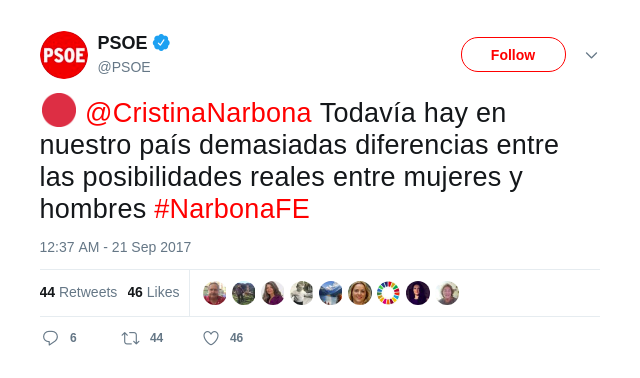 PSOE
PSOE
@PSOE
Follow
@CristinaNarbona Todavía hay en
nuestro país demasiadas diferencias entre
las posibilidades reales entre mujeres y
hombres #NarbonaFE
12:37 AM - 21 Sep 2017
44 Retweets 46 Likes
6 44 46